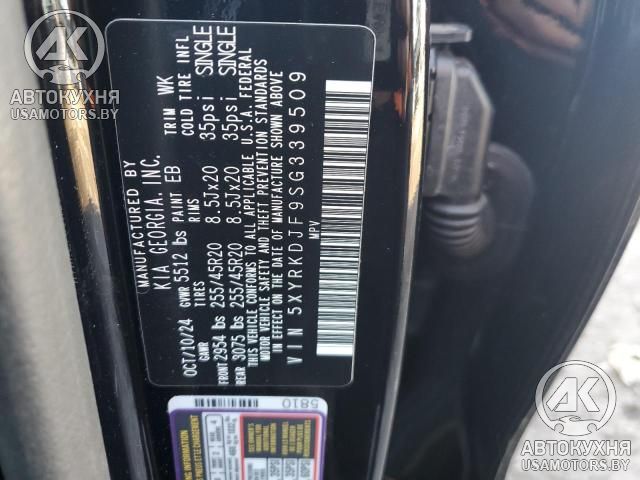 MANUFACTURED BY
KIA GEORGIA, INC.
OCT/10/24 GVWR 5512 lbs PAINT EB TRIM WK
GAWR TIRES RIMS COLD TIRE INFL
FRONT 2954 lbs 255/45R20 8.5Jx20 35psi SINGLE
REAR 3075 lbs 255/45R20 8.5Jx20 35psi SINGLE
THIS VEHICLE CONFORMS TO ALL APPLICABLE U.S.A. FEDERAL
MOTOR VEHICLE SAFETY AND THEFT PREVENTION STANDARDS
IN EFFECT ON THE DATE OF MANUFACTURE SHOWN ABOVE
VIN 5XYRKDJF9SG339509
MPV
5810
АК
АВТОКУХНЯ
USAMOTORS.BY
АК
АВТОКУХНЯ
USAMOTORS.BY